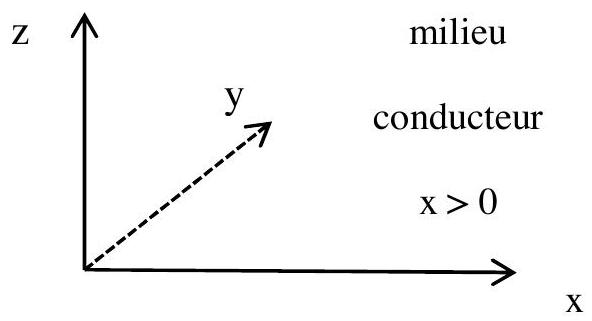 z
milieu
y
conducteur
x > 0
x